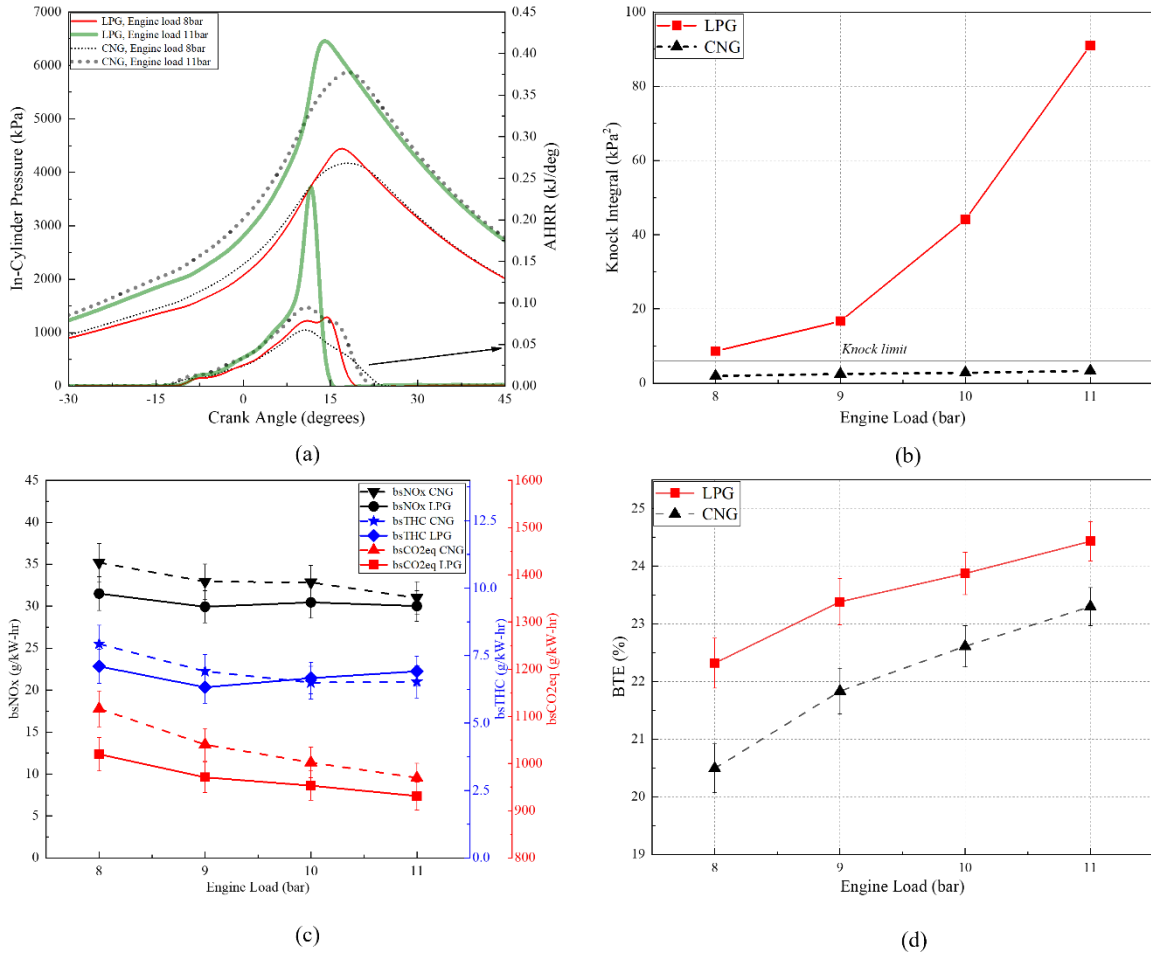 LPG, Engine load 8bar
LPG, Engine load 11bar
CNG, Engine load 8bar
CNG, Engine load 11bar
7000
6000
5000
4000
3000
2000
1000
0
In-Cylinder Pressure (kPa)
0.45
0.40
0.35
0.30
0.25
0.20
0.15
0.10
0.05
0.00
AHRR (kJ/deg)
-30
-15
0
15
30
45
Crank Angle (degrees)
(a)
LPG
CNG
100
80
60
40
20
0
Knock Integral (kPa²)
Knock limit
8
9
10
11
Engine Load (bar)
(b)
bsNOx CNG
bsNOx LPG
bsTHC CNG
bsTHC LPG
bsCO2eq CNG
bsCO2eq LPG
45
40
35
30
25
20
15
10
5
0
bsNOx (g/kW-hr)
12.5
10.0
7.5
5.0
2.5
0.0
bsTHC (g/kW-hr)
1600
1500
1400
1300
1200
1100
1000
900
800
bsCO2eq (g/kW-hr)
8
9
10
11
Engine Load (bar)
(c)
LPG
CNG
25
24
23
22
21
20
19
BTE (%)
8
9
10
11
Engine Load (bar)
(d)